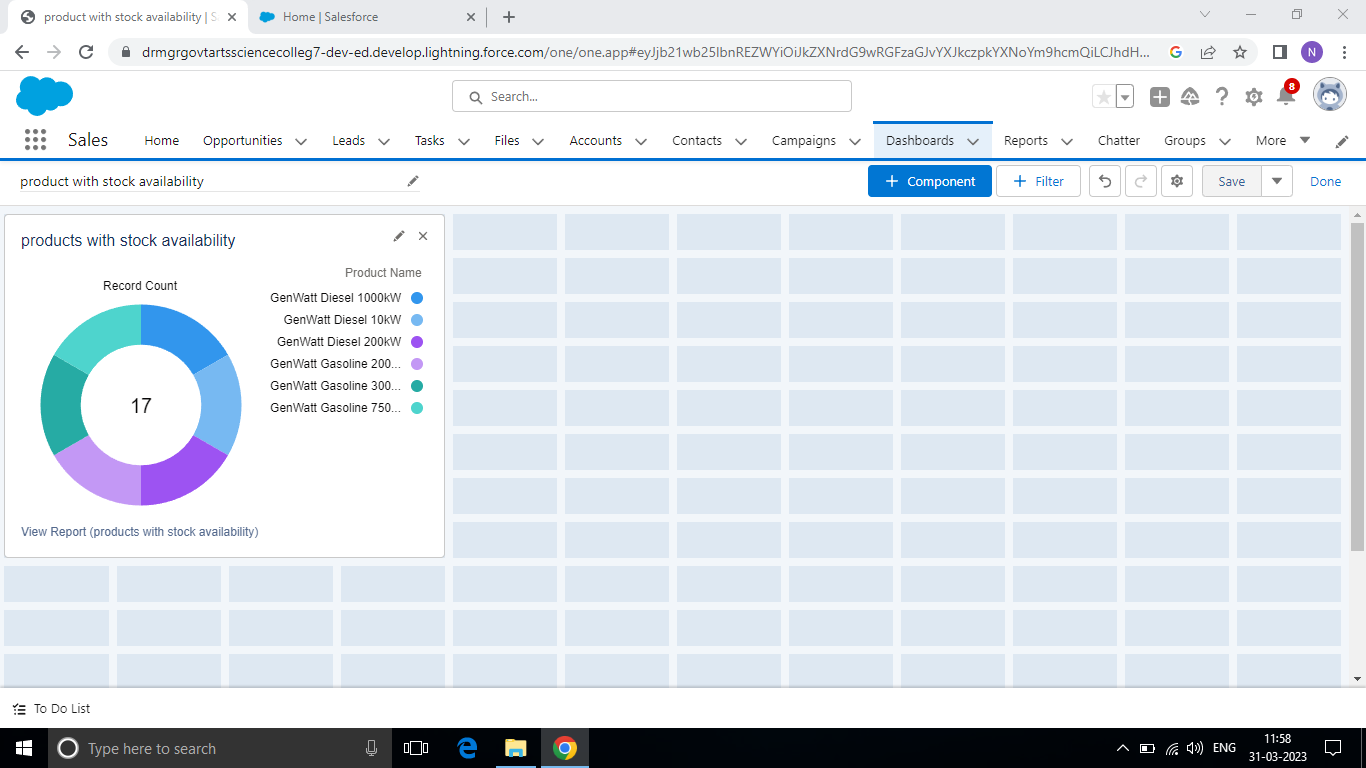 product with stock availability | S
Home | Salesforce
drmgrgovtartssciencecolleg7-dev-ed.develop.lightning.force.com/one/one.app#eyJjb21wb25lbnREZWYiOiJkZXNrdG9wRGFzaGJvYXJkczpkYXNoYm9hcmQiLCJhdH...
N
Search...
8
Sales
Home
Opportunities
Leads
Tasks
Files
Accounts
Contacts
Campaigns
Dashboards
Reports
Chatter
Groups
More
product with stock availability
+ Component
+ Filter
Save
Done
products with stock availability
Product Name
Record Count
GenWatt Diesel 1000kW
GenWatt Diesel 10kW
GenWatt Diesel 200kW
GenWatt Gasoline 200...
GenWatt Gasoline 300...
GenWatt Gasoline 750...
17
View Report (products with stock availability)
To Do List
Type here to search
ENG
11:58
31-03-2023